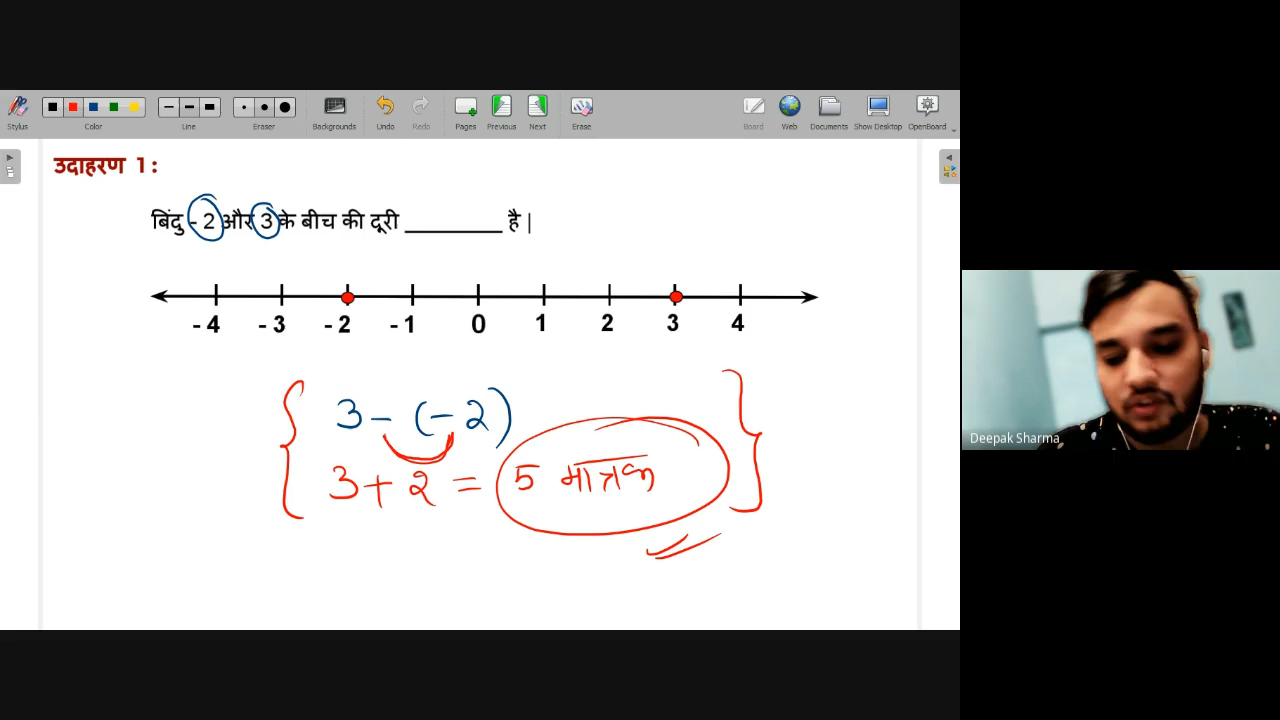 Stylus
Color
Line
Eraser
Backgrounds
Undo
Redo
Pages
Previous
Next
Erase
Board
Web
Documents
Show Desktop
OpenBoard
उदाहरण 1 :
बिंदु - 2 और 3 के बीच की दूरी _________ है |
- 4 - 3 - 2 - 1 0 1 2 3 4
3 - (- 2)
3 + 2 = 5 मात्रक
Deepak Sharma